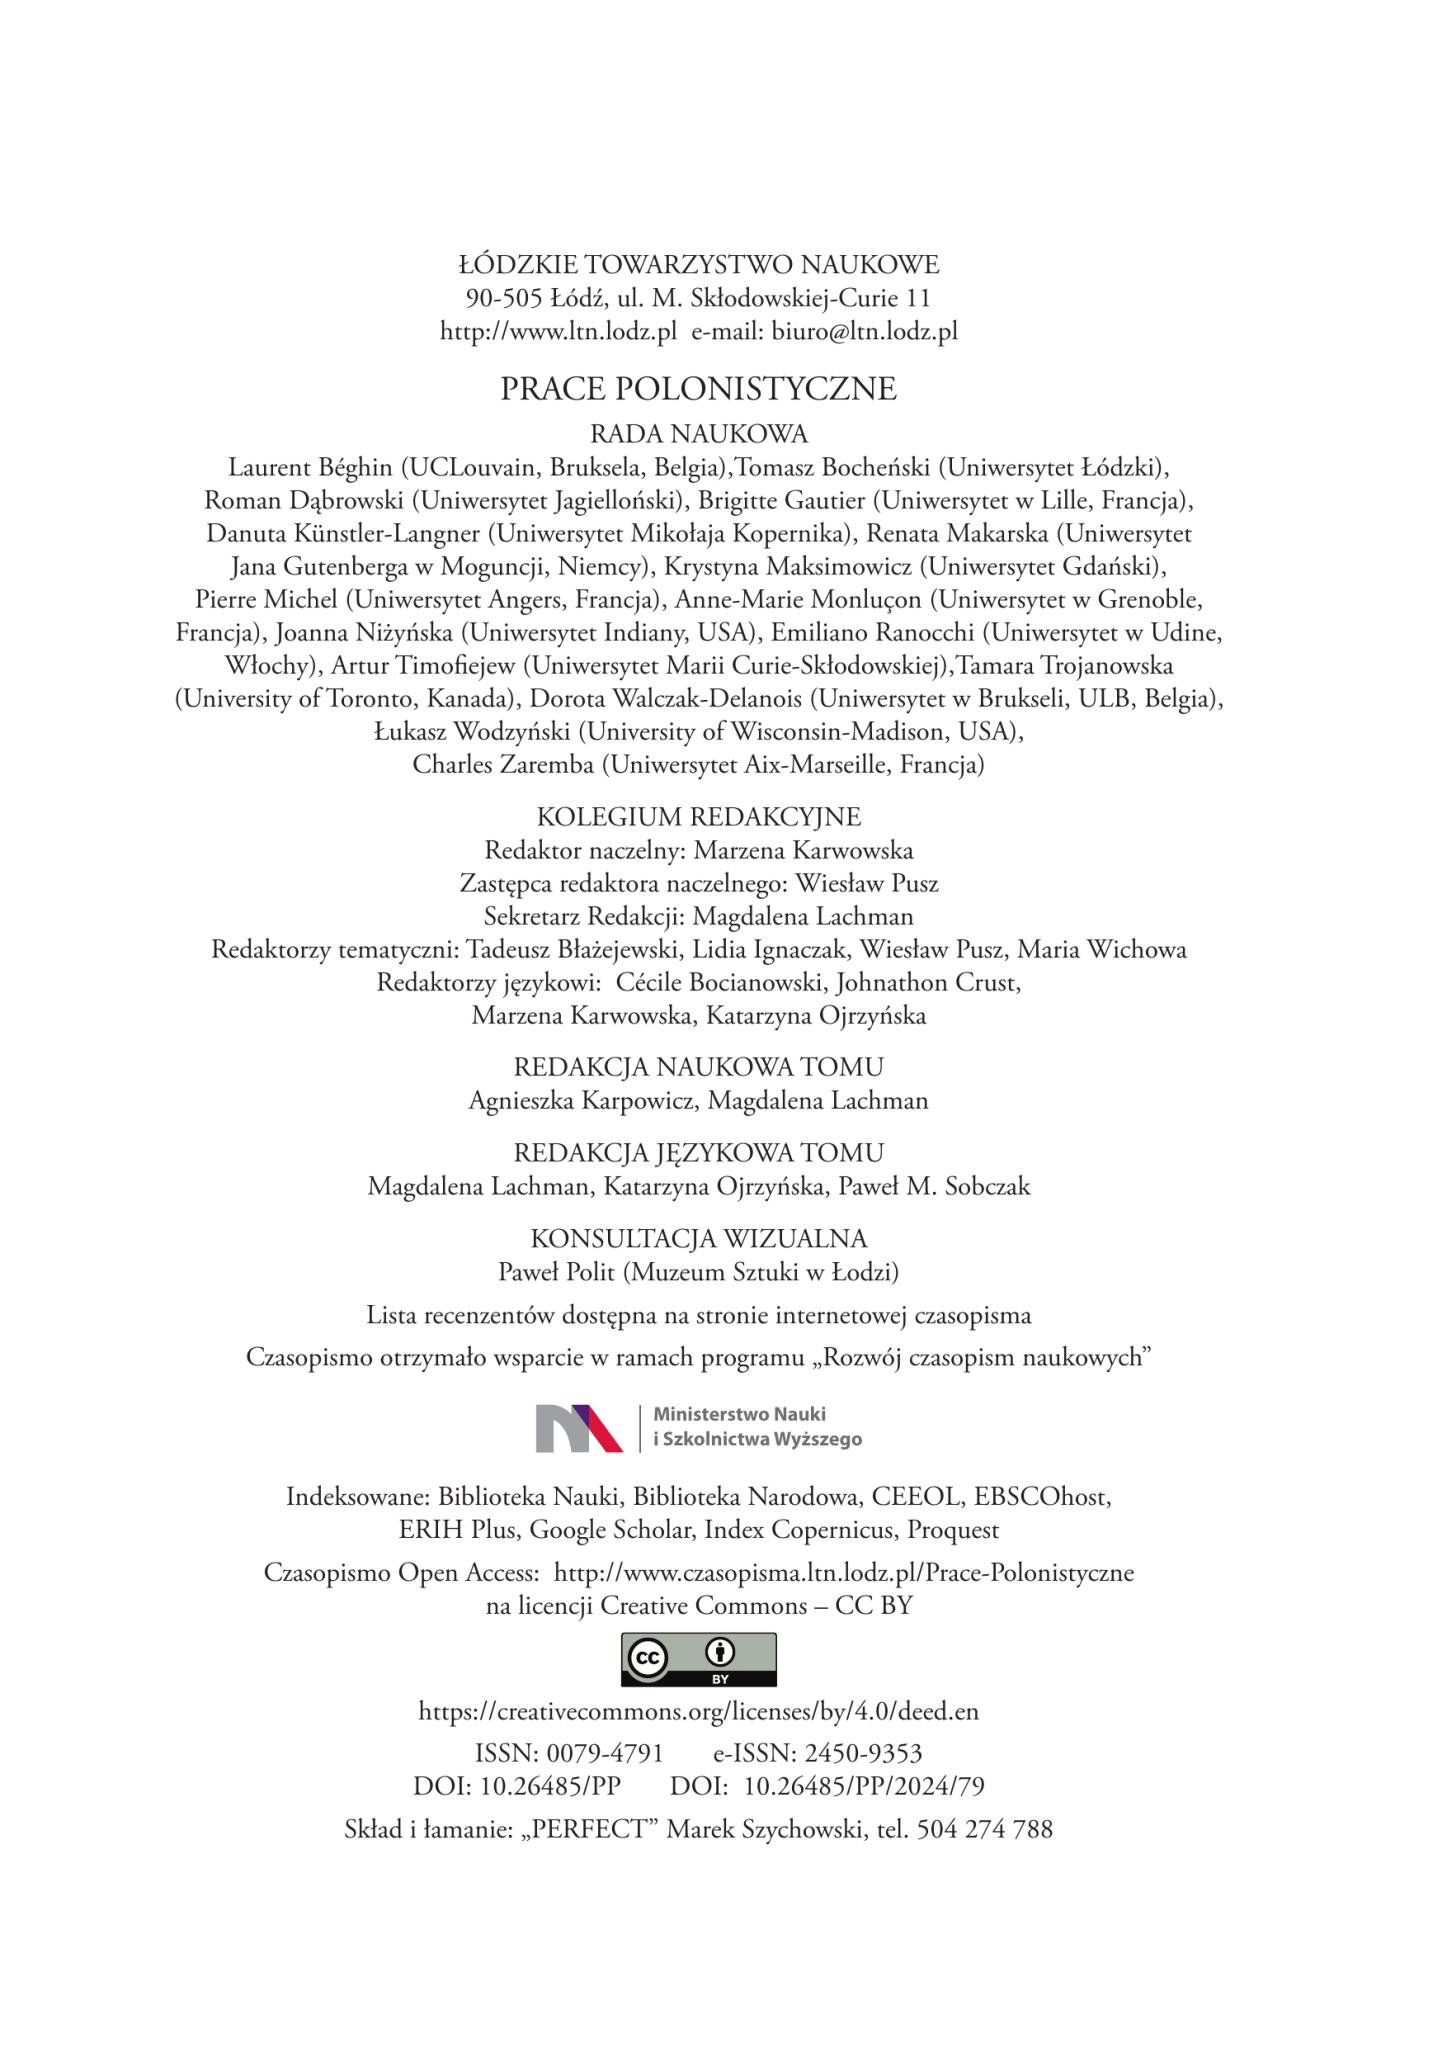 ŁÓDZKIE TOWARZYSTWO NAUKOWE
90-505 Łódź, ul. M. Skłodowskiej-Curie 11
http://www.ltn.lodz.pl  e-mail: biuro@ltn.lodz.pl
PRACE POLONISTYCZNE
RADA NAUKOWA
Laurent Béghin (UCLouvain, Bruksela, Belgia),Tomasz Bocheński (Uniwersytet Łódzki),
Roman Dąbrowski (Uniwersytet Jagielloński), Brigitte Gautier (Uniwersytet w Lille, Francja),
Danuta Künstler-Langner (Uniwersytet Mikołaja Kopernika), Renata Makarska (Uniwersytet
Jana Gutenberga w Moguncji, Niemcy), Krystyna Maksimowicz (Uniwersytet Gdański),
Pierre Michel (Uniwersytet Angers, Francja), Anne-Marie Monluçon (Uniwersytet w Grenoble,
Francja), Joanna Niżyńska (Uniwersytet Indiany, USA), Emiliano Ranocchi (Uniwersytet w Udine,
Włochy), Artur Timofiejew (Uniwersytet Marii Curie-Skłodowskiej),Tamara Trojanowska
(University of Toronto, Kanada), Dorota Walczak-Delanois (Uniwersytet w Brukseli, ULB, Belgia),
Łukasz Wodzyński (University of Wisconsin-Madison, USA),
Charles Zaremba (Uniwersytet Aix-Marseille, Francja)
KOLEGIUM REDAKCYJNE
Redaktor naczelny: Marzena Karwowska
Zastępca redaktora naczelnego: Wiesław Pusz
Sekretarz Redakcji: Magdalena Lachman
Redaktorzy tematyczni: Tadeusz Błażejewski, Lidia Ignaczak, Wiesław Pusz, Maria Wichowa
Redaktorzy językowi:  Cécile Bocianowski, Johnathon Crust,
Marzena Karwowska, Katarzyna Ojrzyńska
REDAKCJA NAUKOWA TOMU
Agnieszka Karpowicz, Magdalena Lachman
REDAKCJA JĘZYKOWA TOMU
Magdalena Lachman, Katarzyna Ojrzyńska, Paweł M. Sobczak
KONSULTACJA WIZUALNA
Paweł Polit (Muzeum Sztuki w Łodzi)
Lista recenzentów dostępna na stronie internetowej czasopisma
Czasopismo otrzymało wsparcie w ramach programu „Rozwój czasopism naukowych”
Ministerstwo Nauki
i Szkolnictwa Wyższego
Indeksowane: Biblioteka Nauki, Biblioteka Narodowa, CEEOL, EBSCOhost,
ERIH Plus, Google Scholar, Index Copernicus, Proquest
Czasopismo Open Access:  http://www.czasopisma.ltn.lodz.pl/Prace-Polonistyczne
na licencji Creative Commons – CC BY
cc
BY
https://creativecommons.org/licenses/by/4.0/deed.en
ISSN: 0079-4791  e-ISSN: 2450-9353
DOI: 10.26485/PP  DOI:  10.26485/PP/2024/79
Skład i łamanie: „PERFECT” Marek Szychowski, tel. 504 274 788